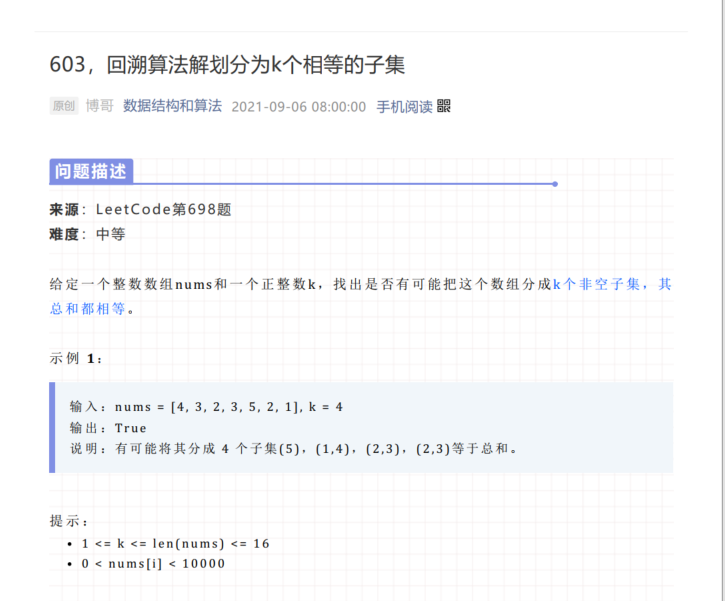 603，回溯算法解划分为k个相等的子集
原创 博哥 数据结构和算法 2021-09-06 08:00:00 手机阅读
问题描述
来源：LeetCode第698题
难度：中等
给定一个整数数组nums和一个正整数k，找出是否有可能把这个数组分成k个非空子集，其
总和都相等。
示例 1：
输入：nums = [4, 3, 2, 3, 5, 2, 1], k = 4
输出：True
说明：有可能将其分成 4 个子集(5)，(1,4)，(2,3)，(2,3)等于总和。
提示：
• 1 <= k <= len(nums) <= 16
• 0 < nums[i] < 10000